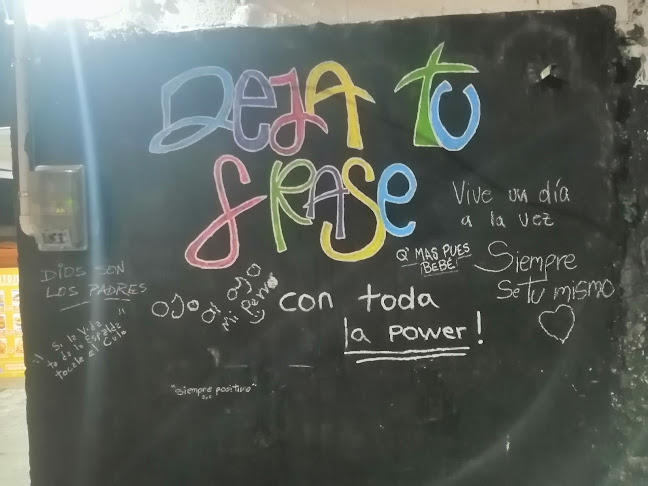 DEJA TU
FRASE
Vive un día
a la vez
Q' MAS PUES
BEBÉ!
Siempre
Se tu mismo
DIOS SON
LOS PADRES
OJO OJO
Mi Perro
con toda
la power!
"Si la Vida
te da la Espalda
tocale el Culo"
"Siempre positivo"